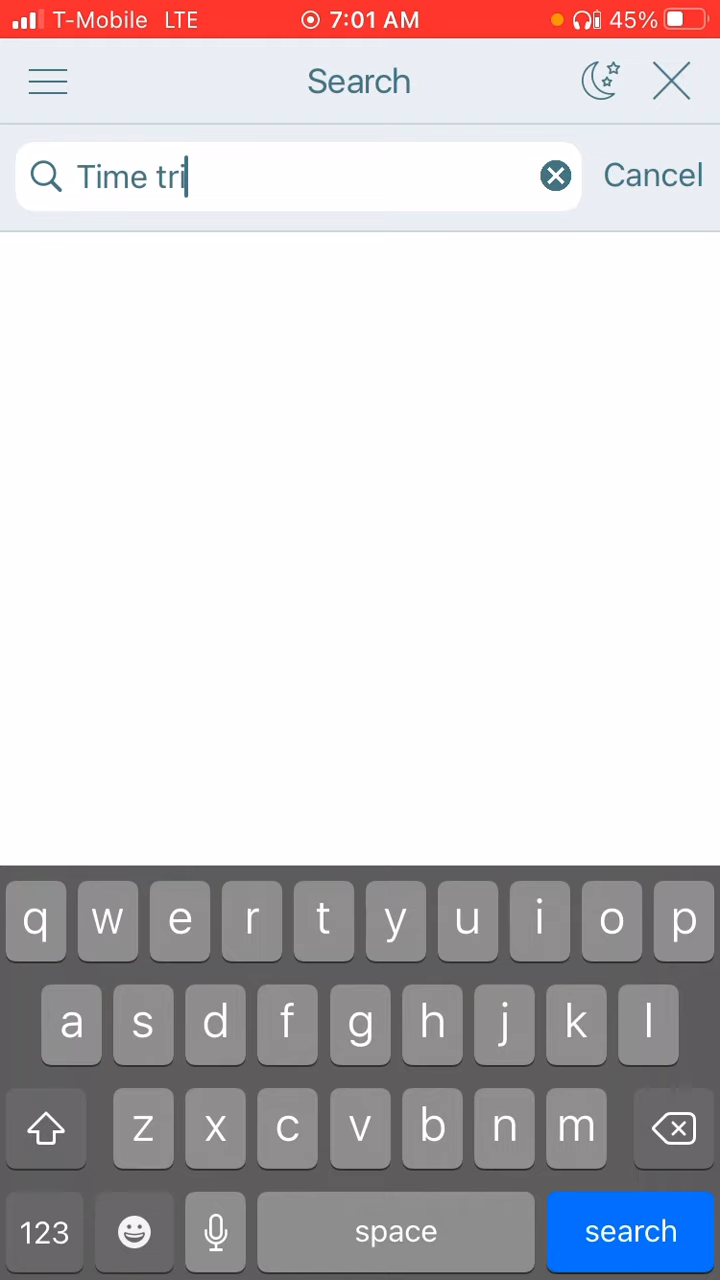 T-Mobile LTE 7:01 AM 45%
Search
Time tri Cancel
q w e r t y u i o p
a s d f g h j k l
z x c v b n m
123 space search